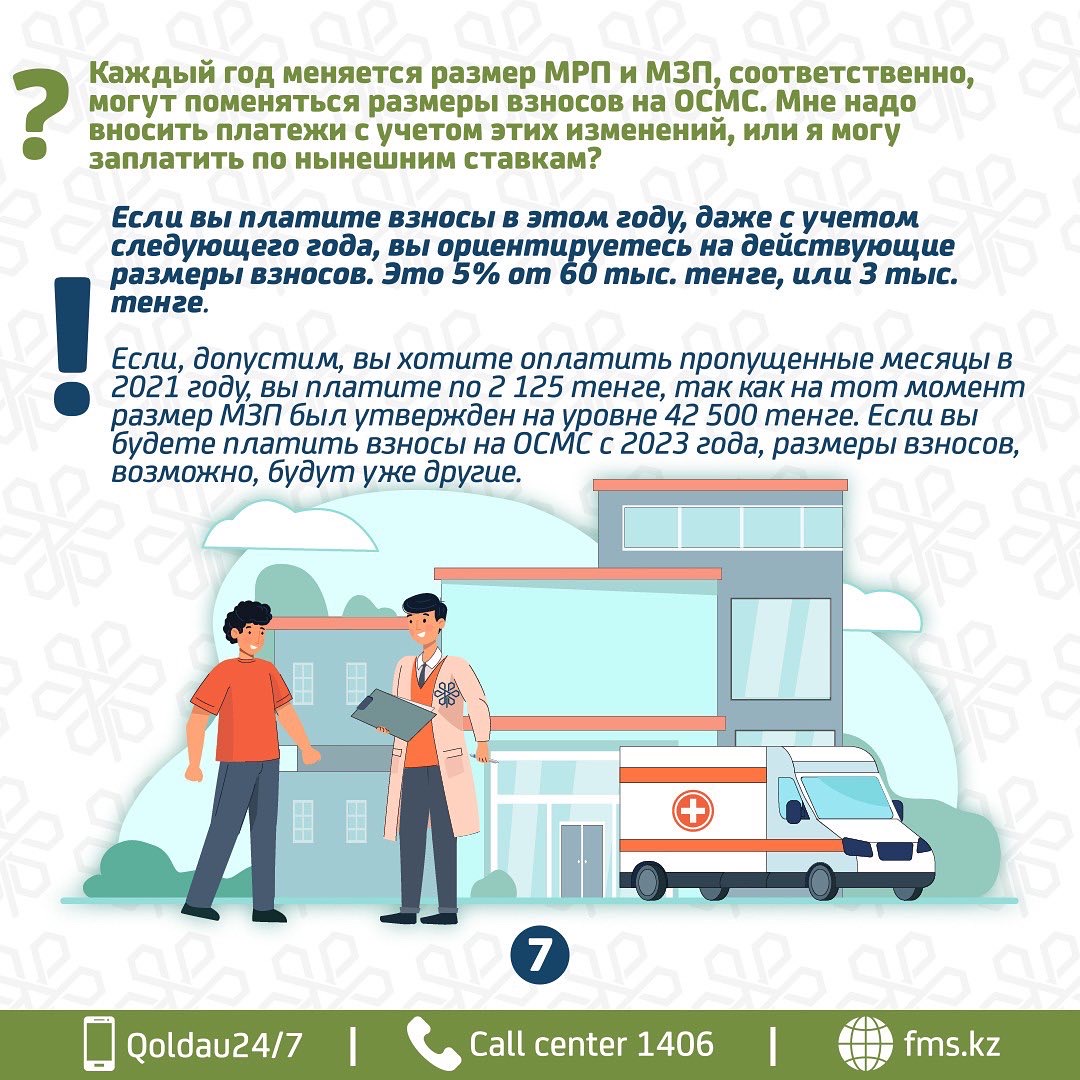 ?
Каждый год меняется размер МРП и МЗП, соответственно,
могут поменяться размеры взносов на ОСМС. Мне надо
вносить платежи с учетом этих изменений, или я могу
заплатить по нынешним ставкам?
!
Если вы платите взносы в этом году, даже с учетом
следующего года, вы ориентируетесь на действующие
размеры взносов. Это 5% от 60 тыс. тенге, или 3 тыс.
тенге.
Если, допустим, вы хотите оплатить пропущенные месяцы в
2021 году, вы платите по 2 125 тенге, так как на тот момент
размер МЗП был утвержден на уровне 42 500 тенге. Если вы
будете платить взносы на ОСМС с 2023 года, размеры взносов,
возможно, будут уже другие.
7
Qoldau24/7 | Call center 1406 | fms.kz